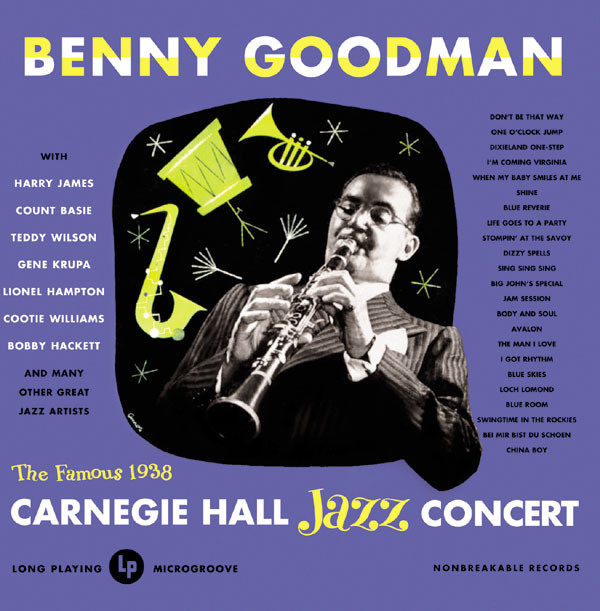 BENNY GOODMAN
WITH
HARRY JAMES
COUNT BASIE
TEDDY WILSON
GENE KRUPA
LIONEL HAMPTON
COOTIE WILLIAMS
BOBBY HACKETT
AND MANY
OTHER GREAT
JAZZ ARTISTS
DON'T BE THAT WAY
ONE O'CLOCK JUMP
DIXIELAND ONE-STEP
I'M COMING VIRGINIA
WHEN MY BABY SMILES AT ME
SHINE
BLUE REVERIE
LIFE GOES TO A PARTY
STOMPIN' AT THE SAVOY
DIZZY SPELLS
SING SING SING
BIG JOHN'S SPECIAL
JAM SESSION
BODY AND SOUL
AVALON
THE MAN I LOVE
I GOT RHYTHM
BLUE SKIES
LOCH LOMOND
BLUE ROOM
SWINGTIME IN THE ROCKIES
BEI MIR BIST DU SCHOEN
CHINA BOY
The Famous 1938
CARNEGIE HALL Jazz CONCERT
LONG PLAYING Lp MICROGROOVE
NONBREAKABLE RECORDS